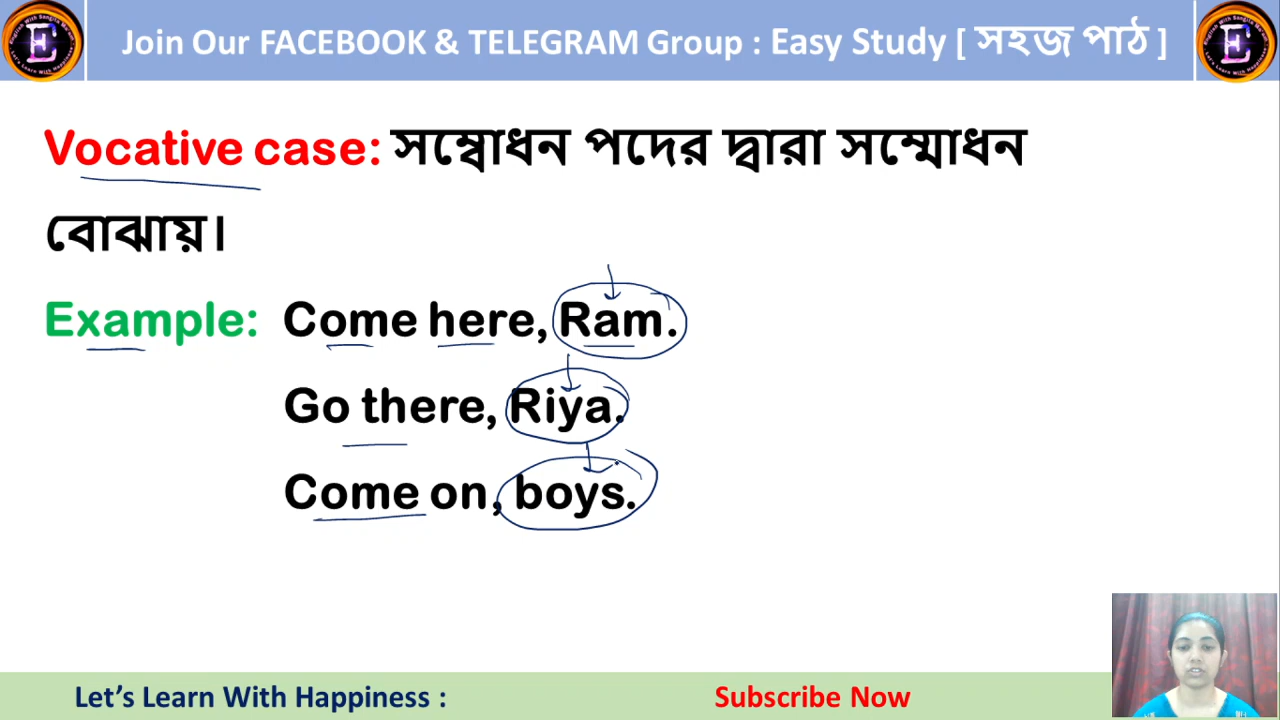 Join Our FACEBOOK & TELEGRAM Group : Easy Study [ সহজ পাঠ ]
Vocative case: সম্বোধন পদের দ্বারা সম্মোধন
বোঝায়।
Example: Come here, Ram.
Go there, Riya.
Come on, boys.
Let's Learn With Happiness :
Subscribe Now